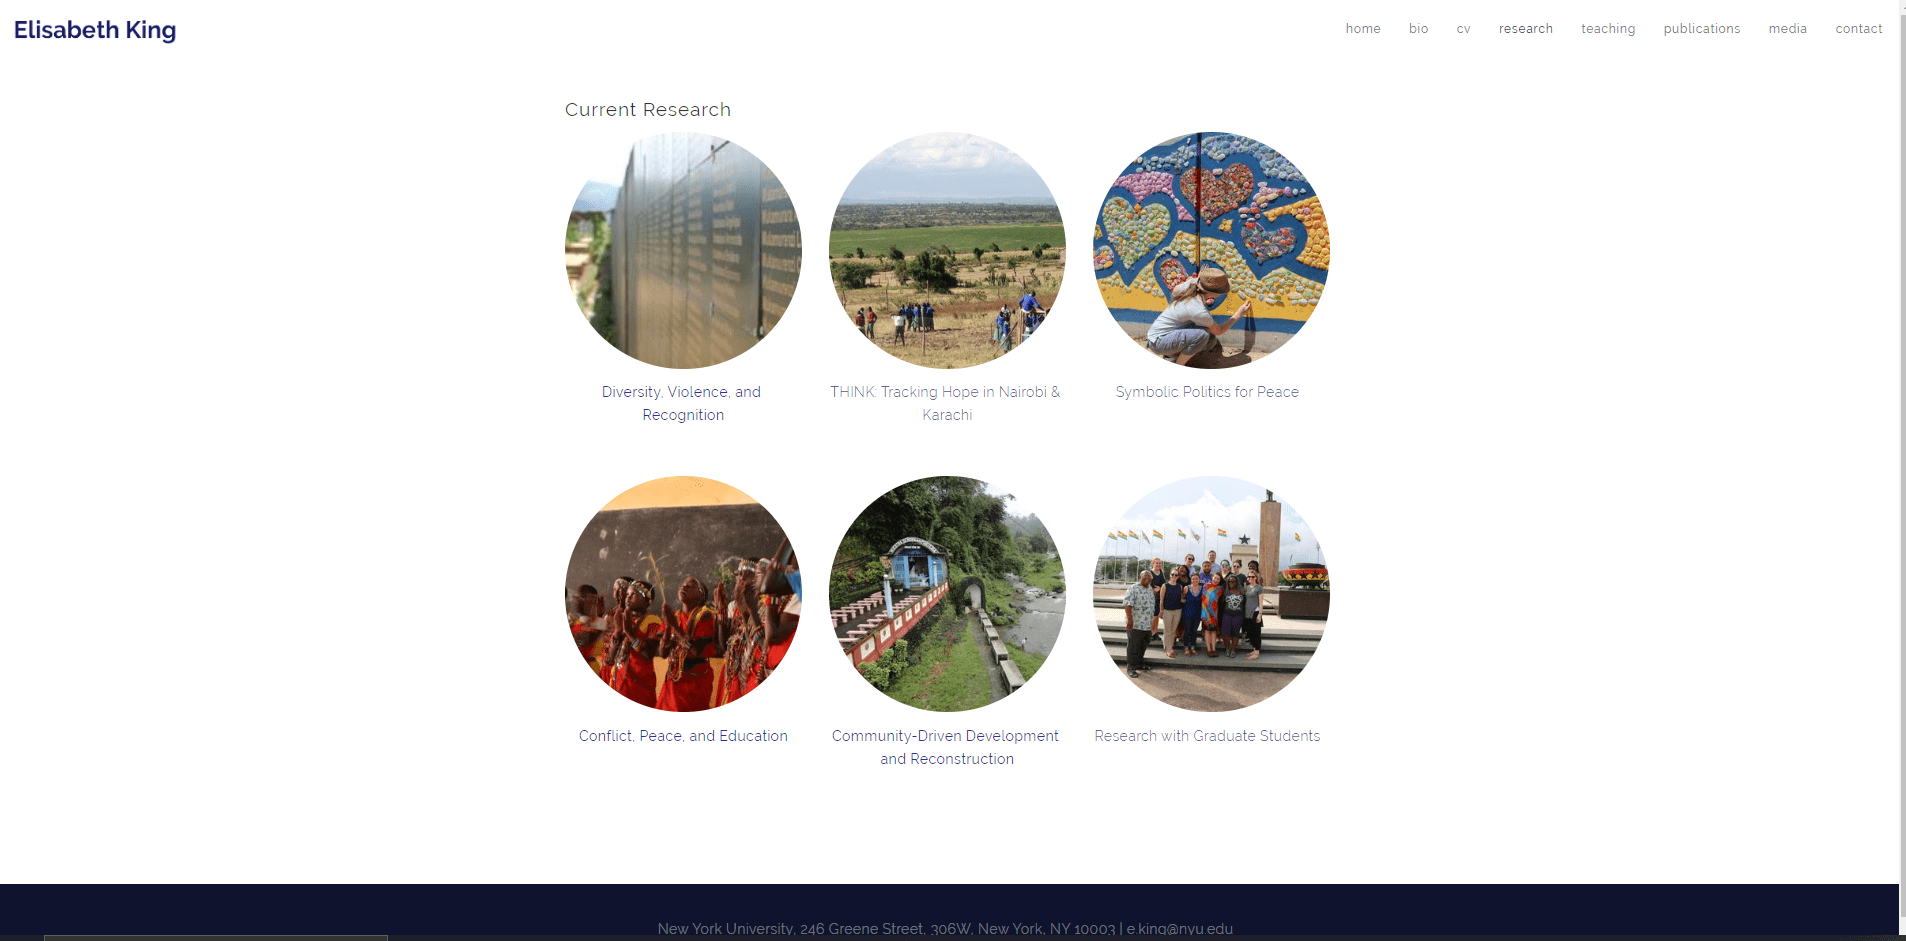 Elisabeth King
home bio cv research teaching publications media contact
Current Research
Diversity, Violence, and
Recognition
THINK: Tracking Hope in Nairobi &
Karachi
Symbolic Politics for Peace
Conflict, Peace, and Education
Community-Driven Development
and Reconstruction
Research with Graduate Students
New York University, 246 Greene Street, 306W, New York, NY 10003 | e.king@nyu.edu